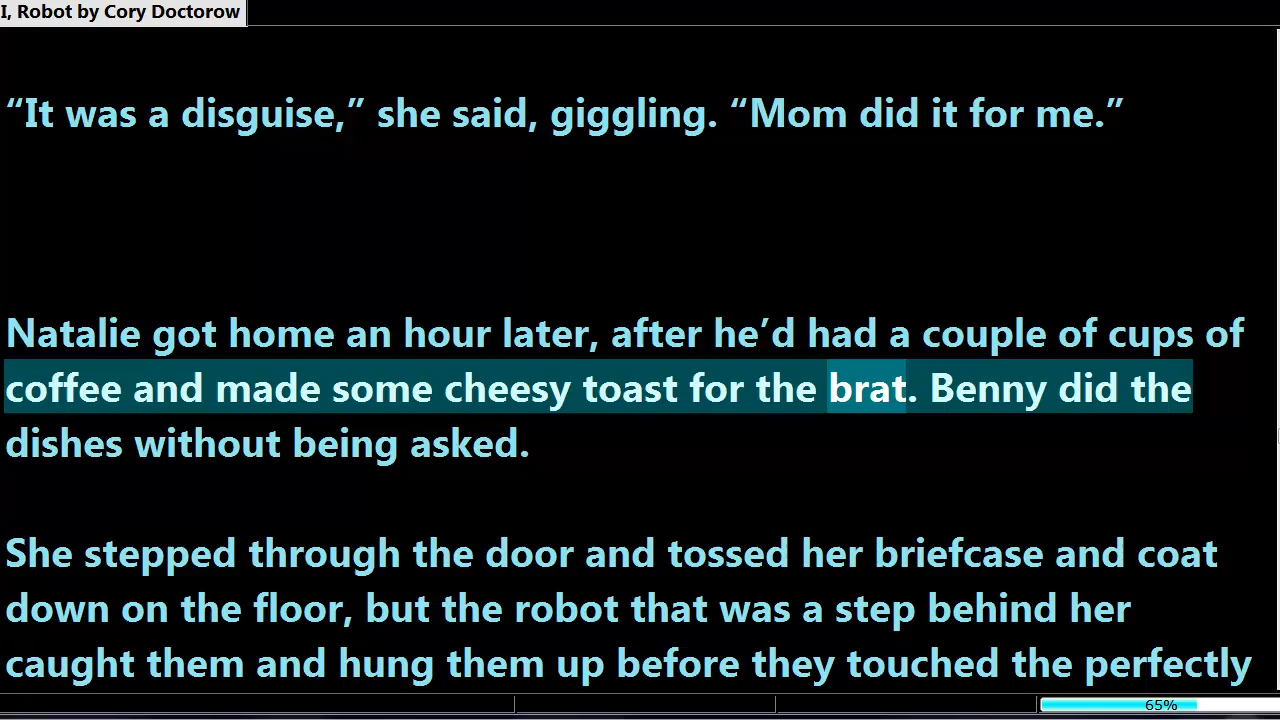 I, Robot by Cory Doctorow
“It was a disguise,” she said, giggling. “Mom did it for me.”
Natalie got home an hour later, after he’d had a couple of cups of
coffee and made some cheesy toast for the brat. Benny did the
dishes without being asked.
She stepped through the door and tossed her briefcase and coat
down on the floor, but the robot that was a step behind her
caught them and hung them up before they touched the perfectly
65%